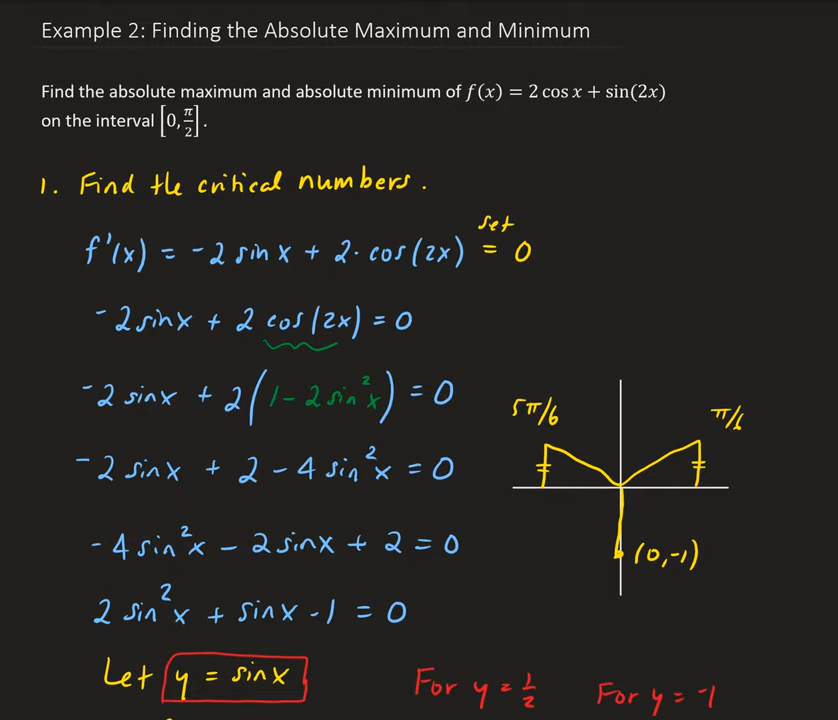 Example 2: Finding the Absolute Maximum and Minimum
Find the absolute maximum and absolute minimum of f(x) = 2 cos x + sin(2x)
on the interval [0, π/2].
1. Find the critical numbers.
f'(x) = -2 sin x + 2· cos(2x) set = 0
-2 sin x + 2 cos(2x) = 0
-2 sin x + 2(1 - 2 sin² x) = 0
5π/6
π/6
-2 sin x + 2 - 4 sin² x = 0
-4 sin² x - 2 sin x + 2 = 0
(0,-1)
2 sin² x + sin x - 1 = 0
Let y = sin x
For y = 1/2
For y = -1